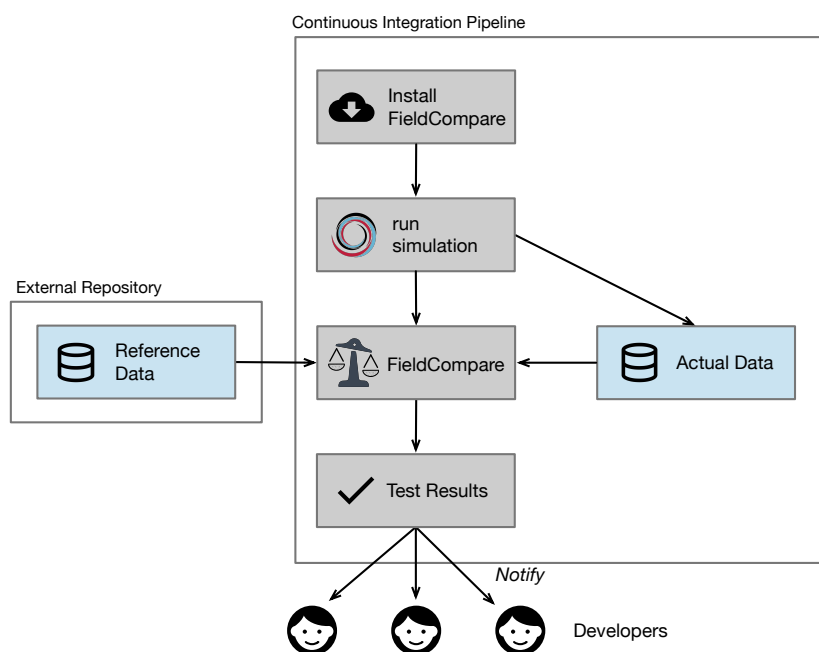 Continuous Integration Pipeline
Install
FieldCompare
run
simulation
External Repository
Reference
Data
FieldCompare
Actual Data
Test Results
Notify
Developers